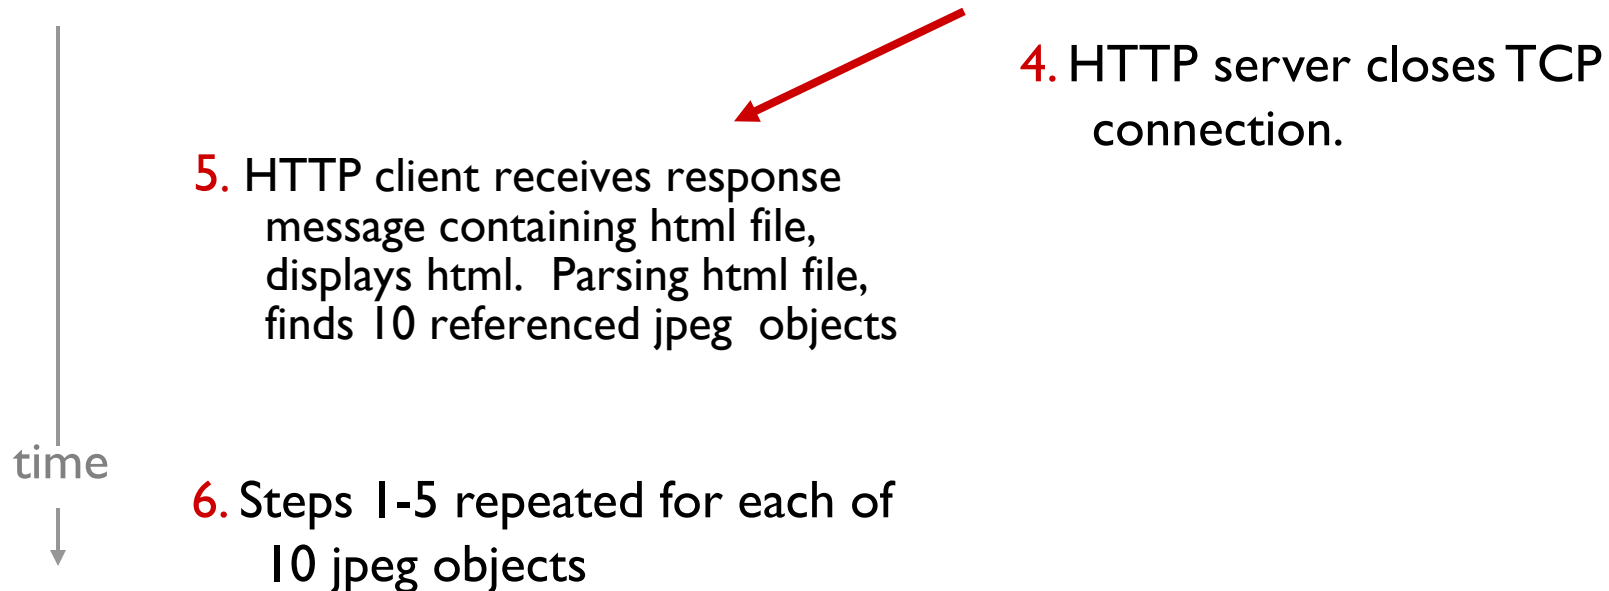 4. HTTP server closes TCP
connection.
5. HTTP client receives response
message containing html file,
displays html.  Parsing html file,
finds 10 referenced jpeg  objects
time
6. Steps 1-5 repeated for each of
10 jpeg objects